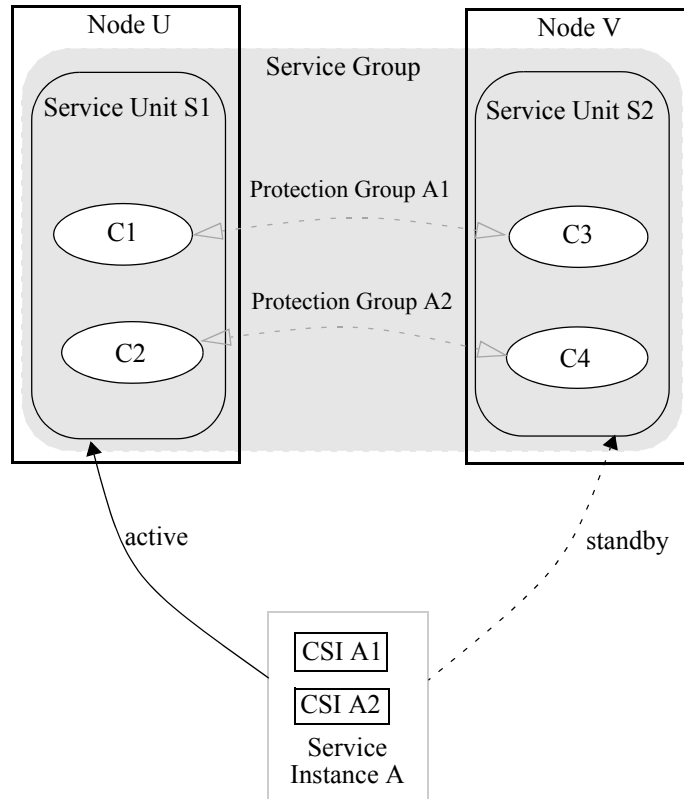 Node U
Node V
Service Group
Service Unit S1
Service Unit S2
Protection Group A1
C1
C3
Protection Group A2
C2
C4
active
standby
CSI A1
CSI A2
Service
Instance A